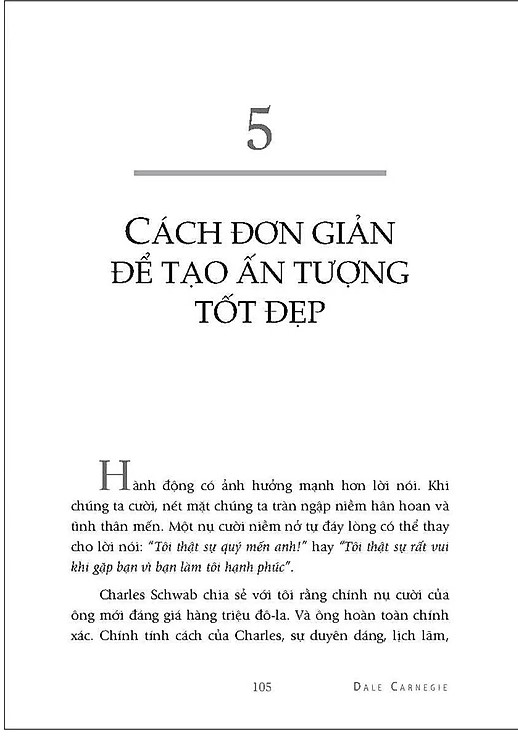 5
CÁCH ĐƠN GIẢN
ĐỂ TẠO ẤN TƯỢNG
TỐT ĐẸP
Hành động có ảnh hưởng mạnh hơn lời nói. Khi
chúng ta cười, nét mặt chúng ta tràn ngập niềm hân hoan và
tình thân mến. Một nụ cười niềm nở tự đáy lòng có thể thay
cho lời nói: “Tôi thật sự quý mến anh!” hay “Tôi thật sự rất vui
khi gặp bạn vì bạn làm tôi hạnh phúc”.
Charles Schwab chia sẻ với tôi rằng chính nụ cười của
ông mới đáng giá hàng triệu đô-la. Và ông hoàn toàn chính
xác. Chính tính cách của Charles, sự duyên dáng, lịch lãm,
105 DALE CARNEGIE